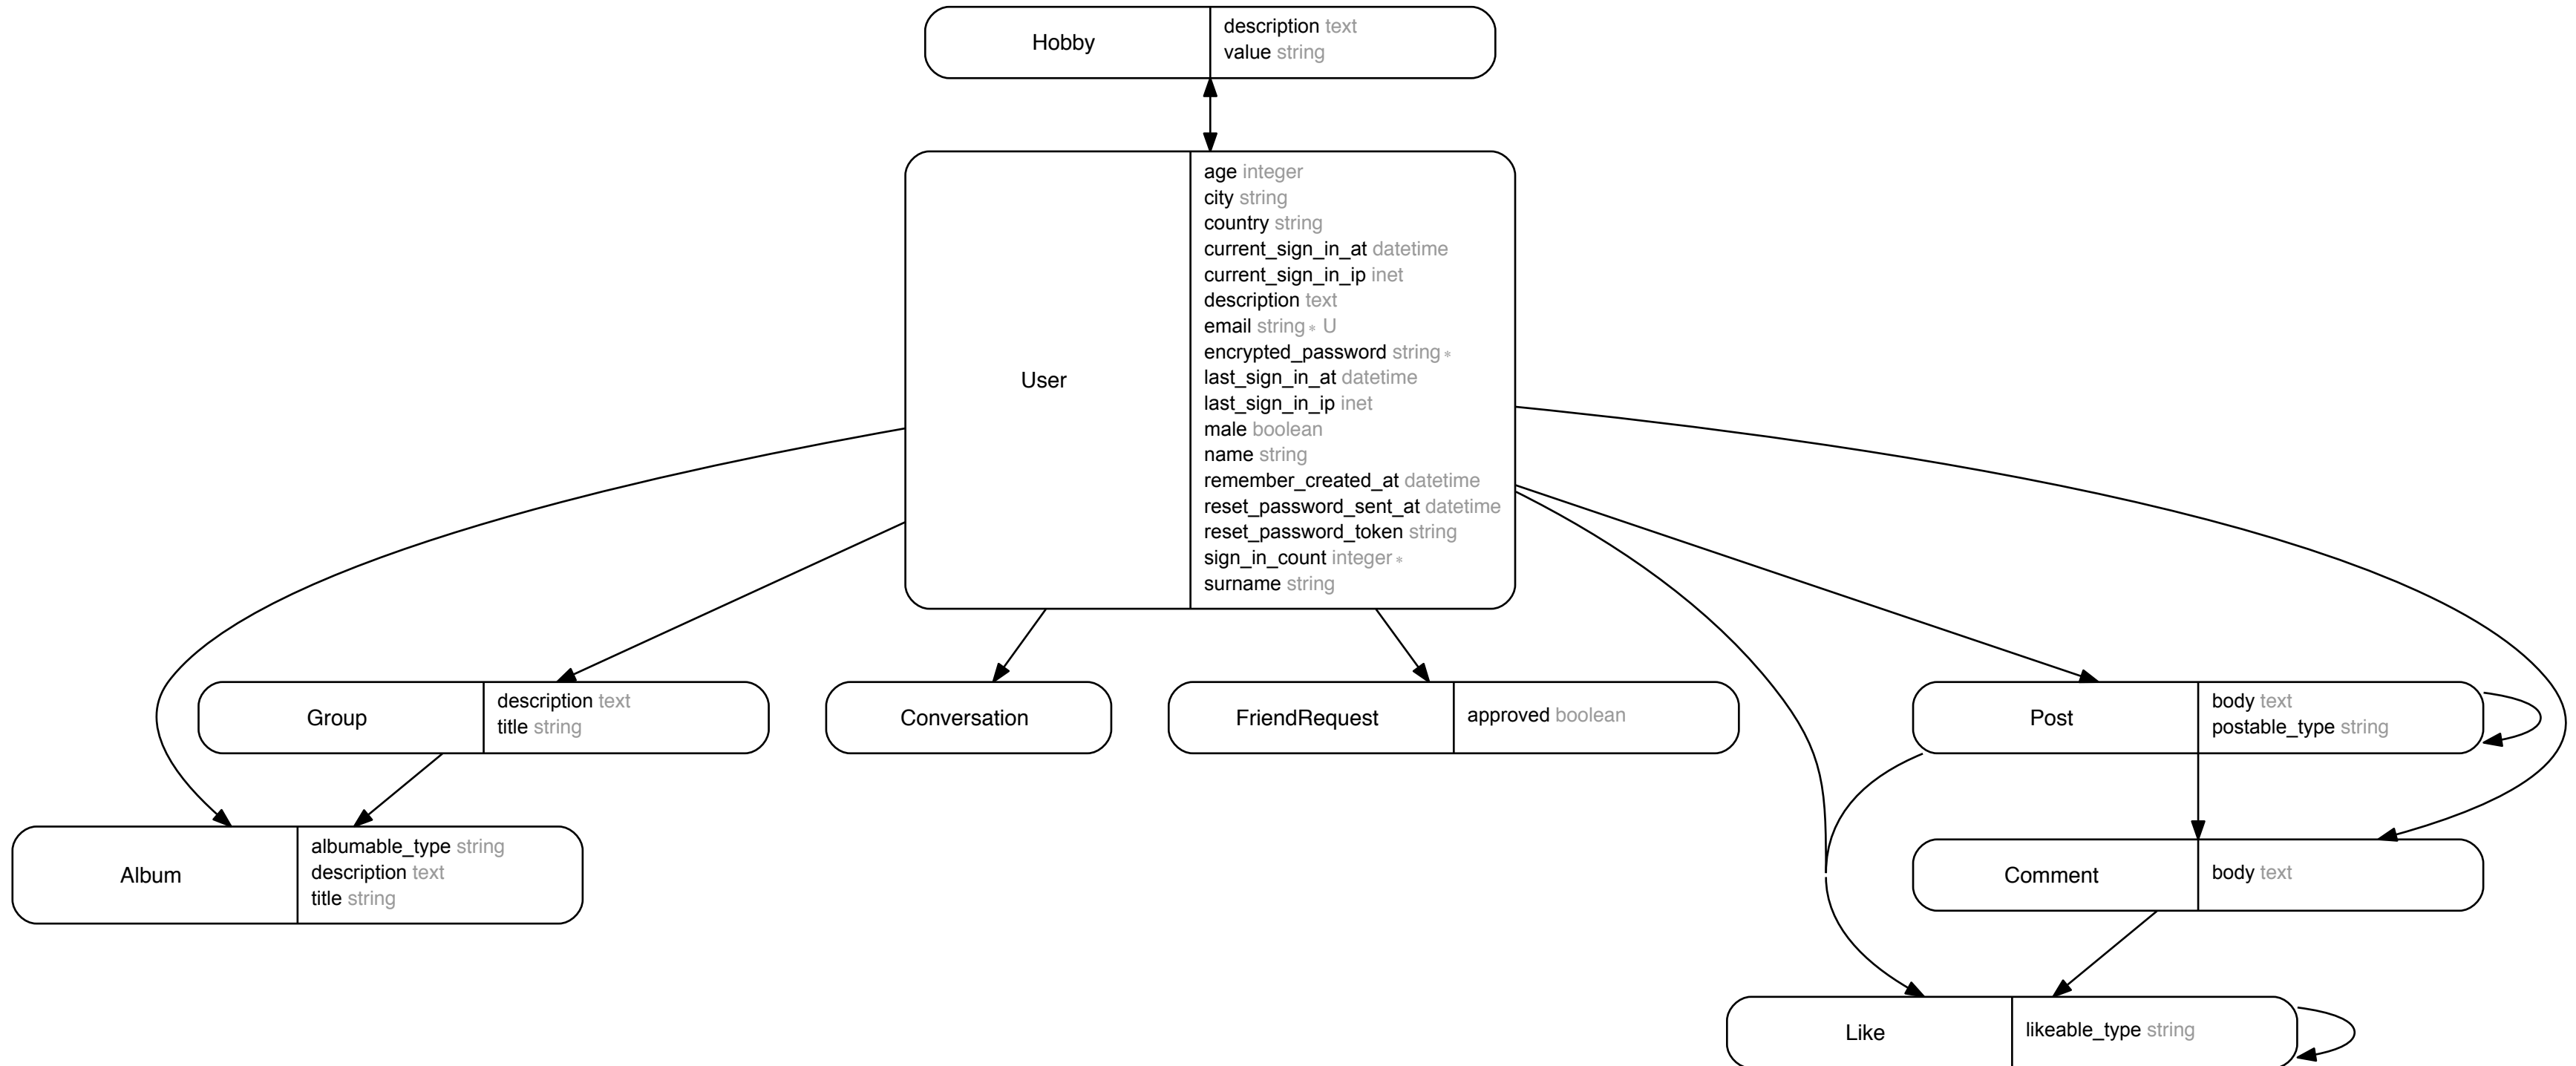 Hobby
description text
value string
User
age integer
city string
country string
current_sign_in_at datetime
current_sign_in_ip inet
description text
email string * U
encrypted_password string *
last_sign_in_at datetime
last_sign_in_ip inet
male boolean
name string
remember_created_at datetime
reset_password_sent_at datetime
reset_password_token string
sign_in_count integer *
surname string
Group
description text
title string
Conversation
FriendRequest
approved boolean
Post
body text
postable_type string
Album
albumable_type string
description text
title string
Comment
body text
Like
likeable_type string